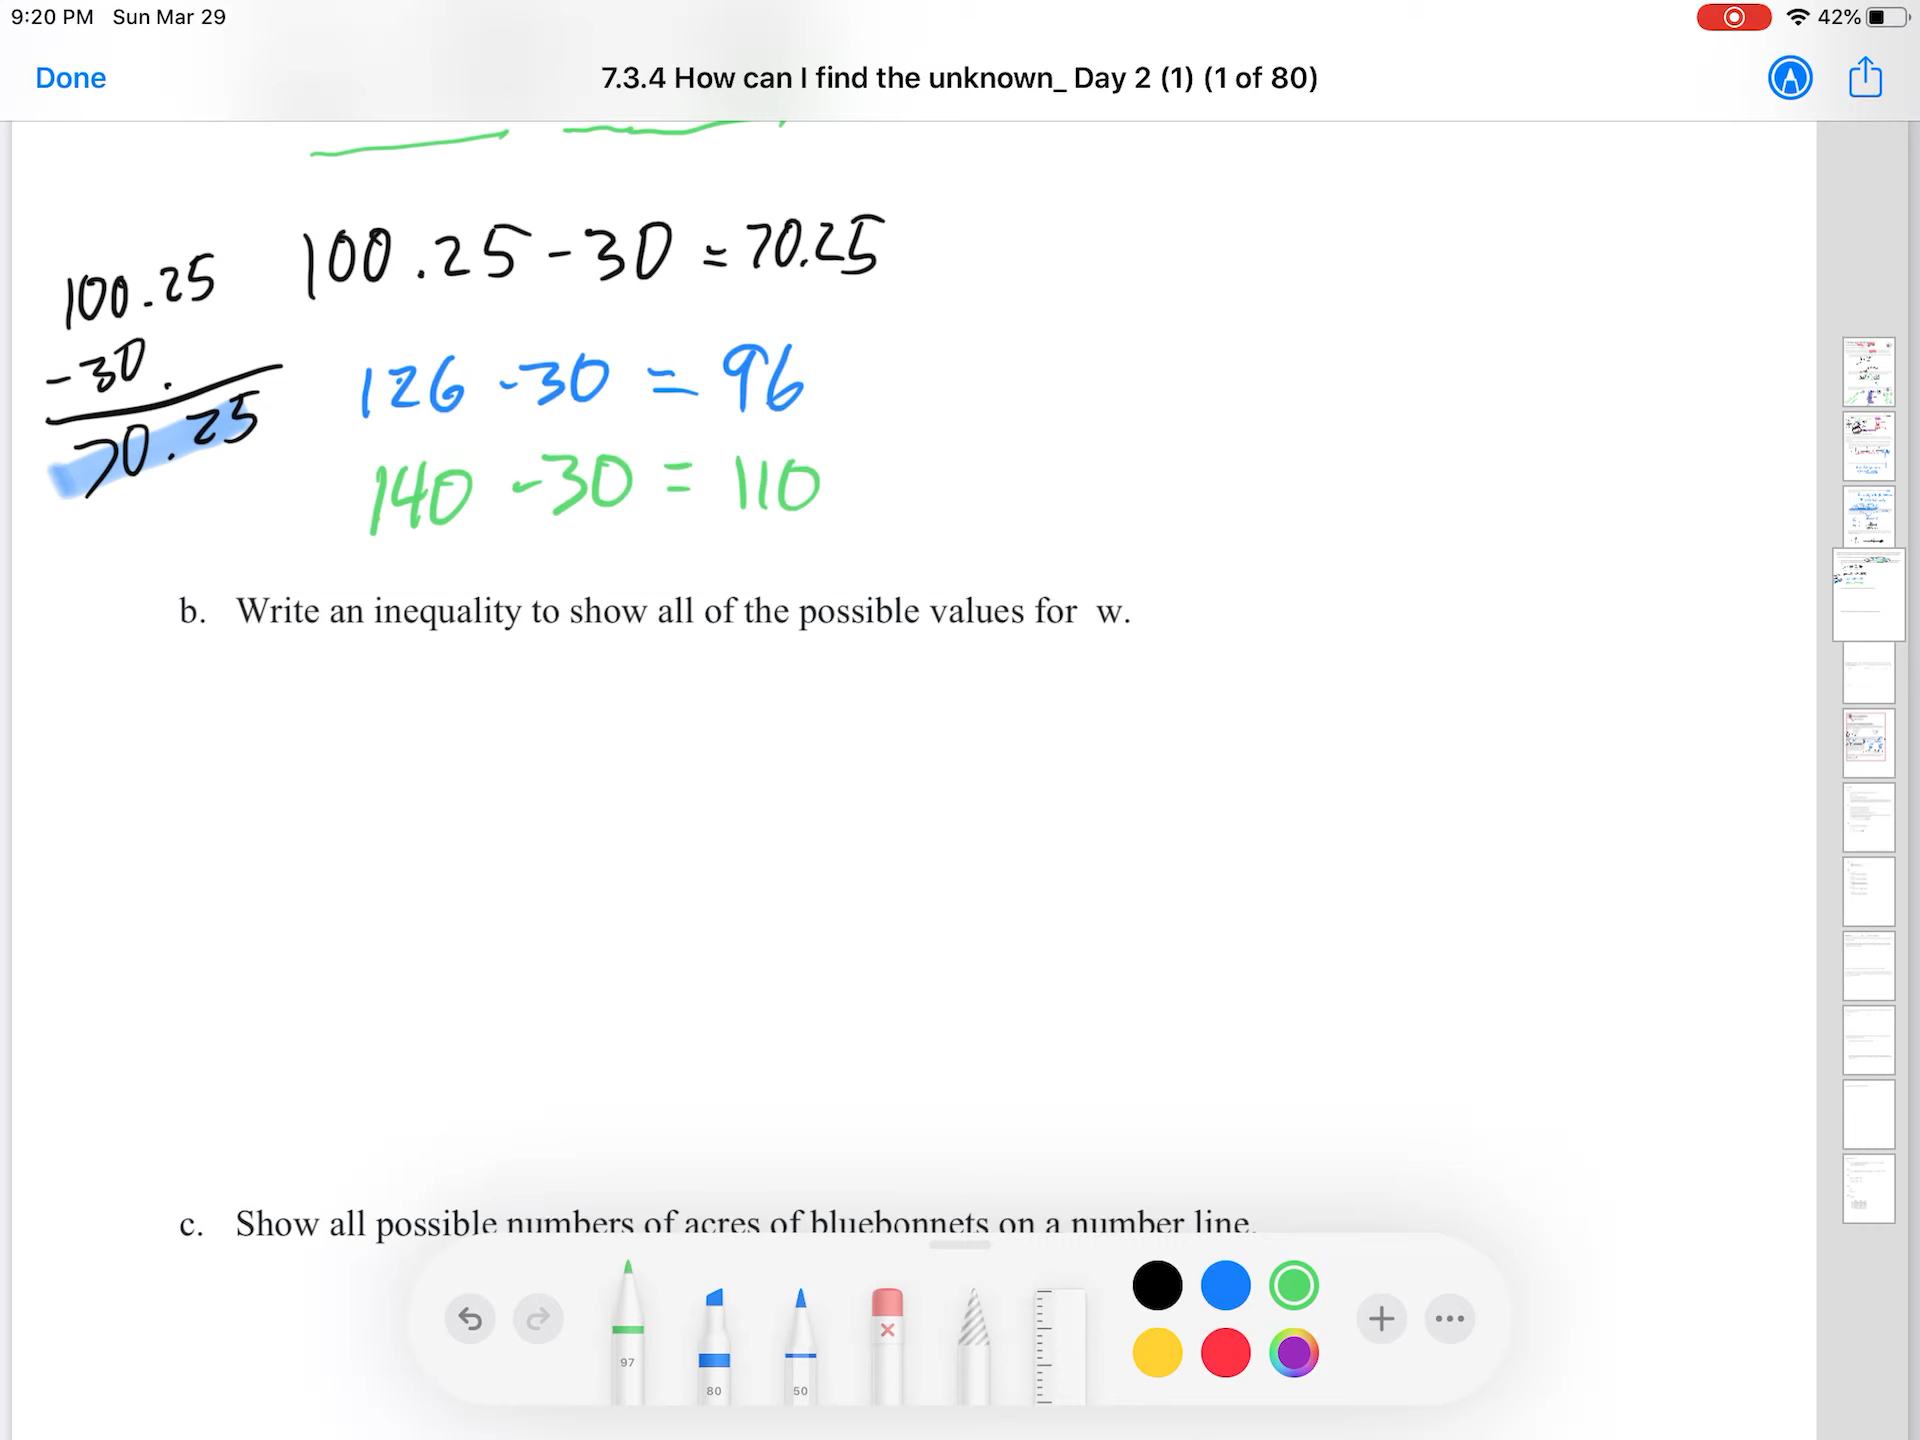 9:20 PM Sun Mar 29
42%
Done
7.3.4 How can I find the unknown_ Day 2 (1) (1 of 80)
100.25 - 30 = 70.25
100.25
-30.
70.25
126 - 30 = 96
140 - 30 = 110
b. Write an inequality to show all of the possible values for w.
c. Show all possible numbers of acres of bluebonnets on a number line.
97
80
50